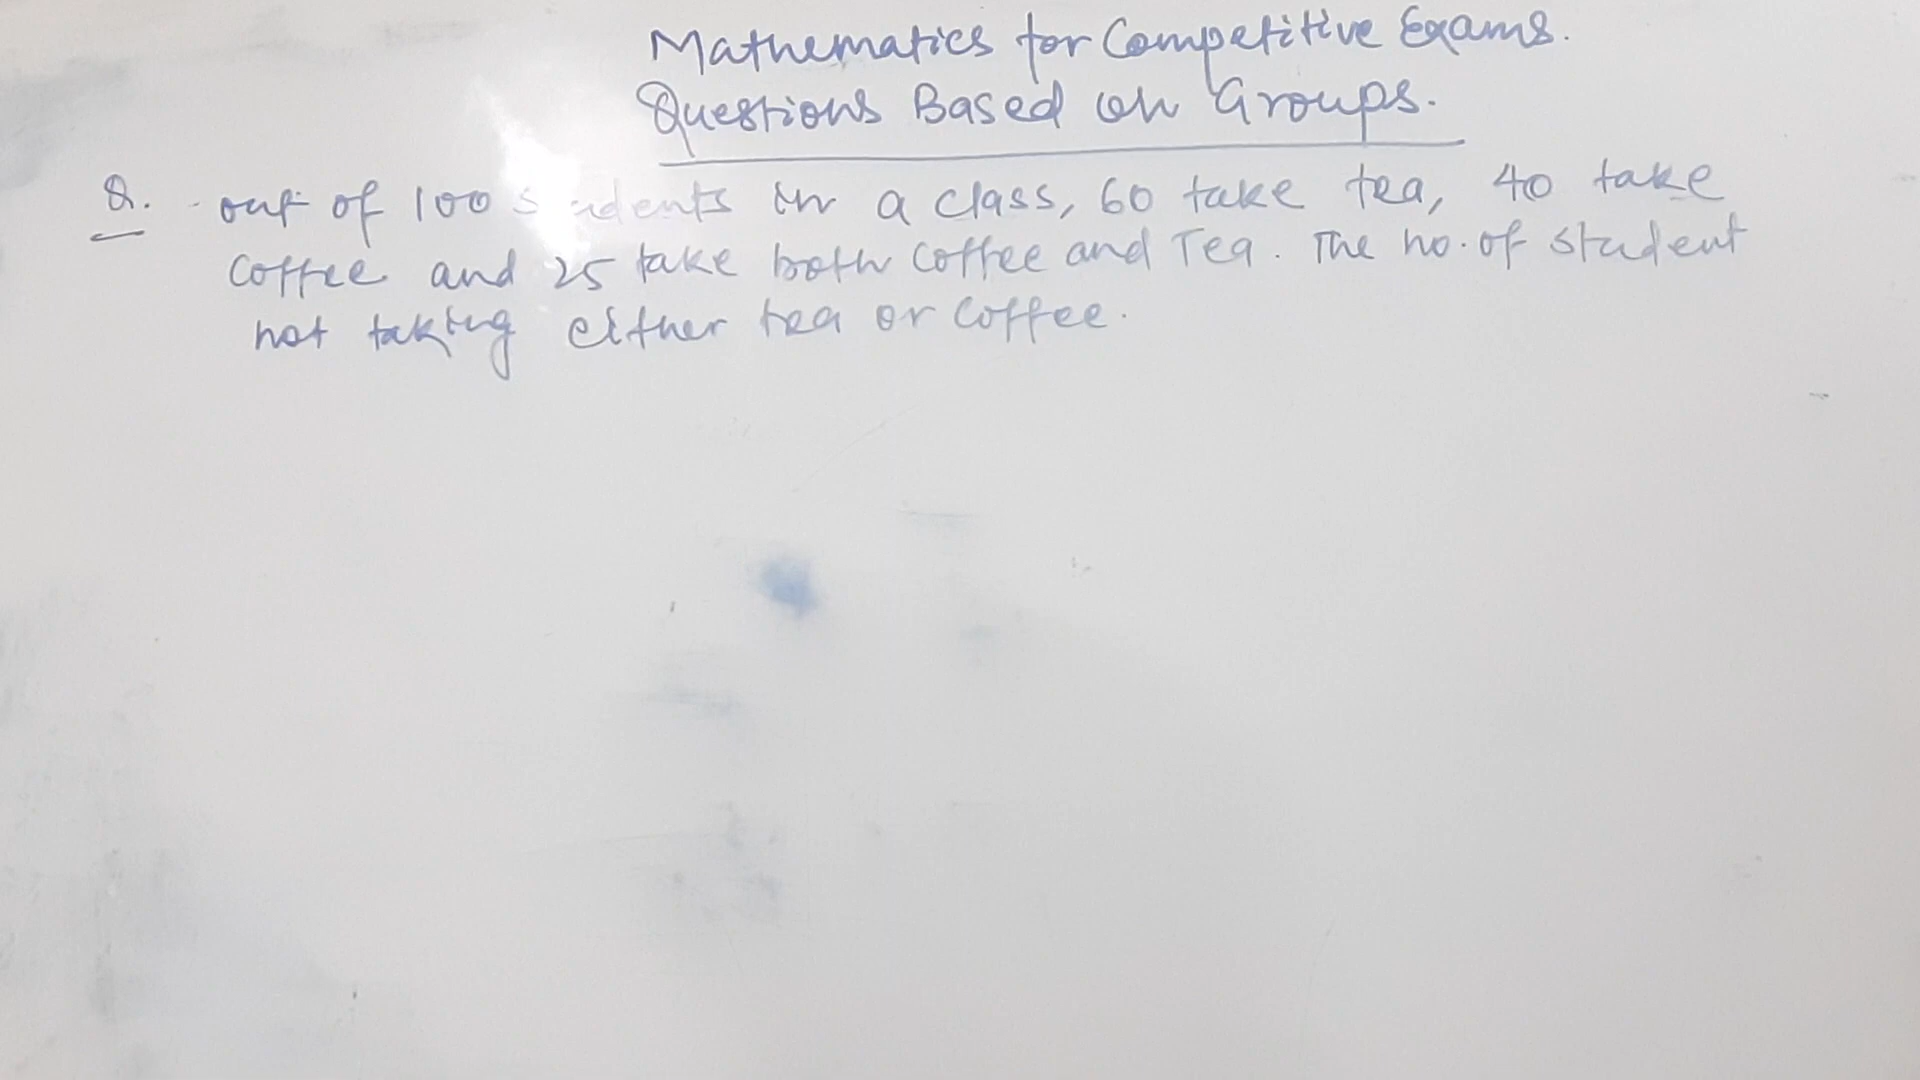 Mathematics for Competitive Exams.
Questions Based on Groups.
Q. out of 100 students in a class, 60 take tea, 40 take
coffee and 25 take both coffee and Tea. The no. of student
not taking either tea or coffee.